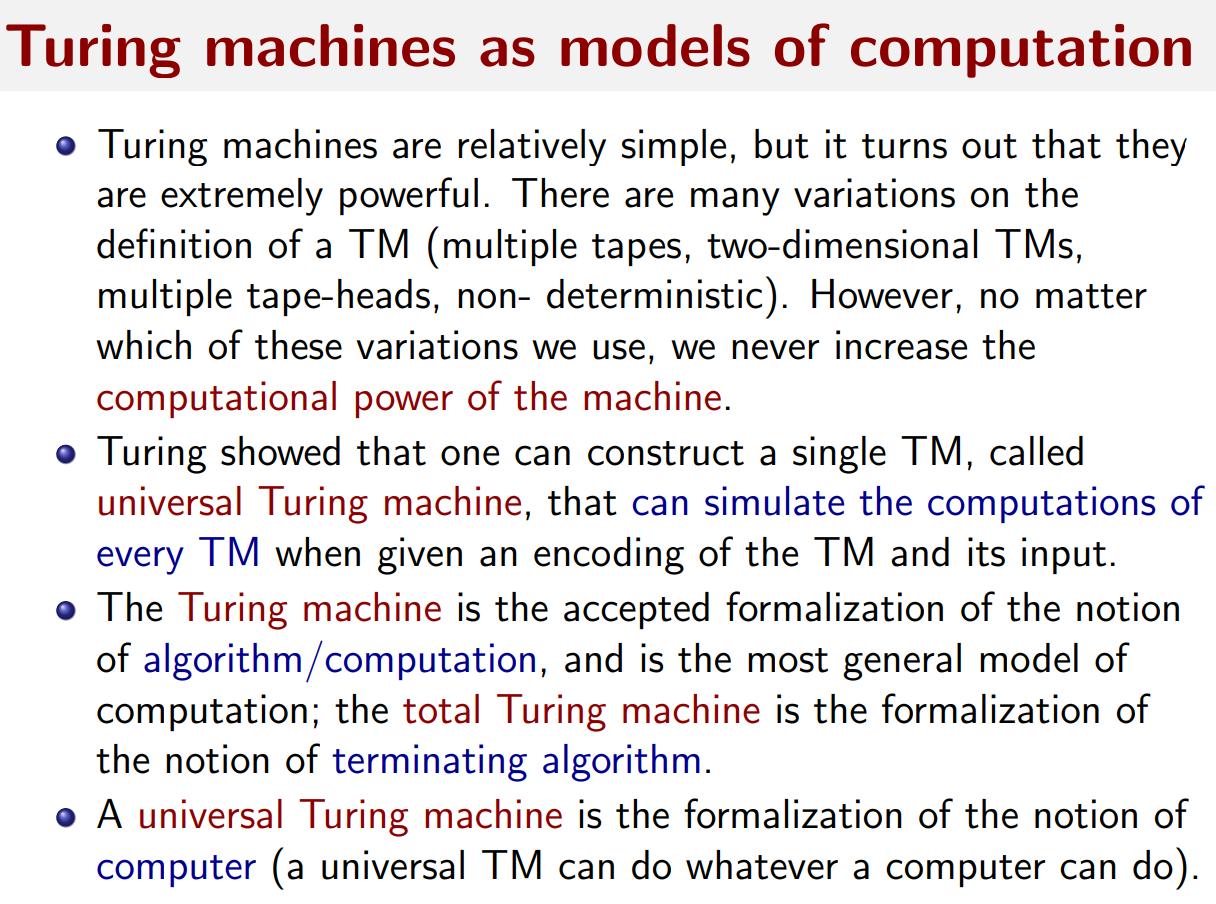 Turing machines as models of computation
Turing machines are relatively simple, but it turns out that they
are extremely powerful. There are many variations on the
definition of a TM (multiple tapes, two-dimensional TMs,
multiple tape-heads, non- deterministic). However, no matter
which of these variations we use, we never increase the
computational power of the machine.
Turing showed that one can construct a single TM, called
universal Turing machine, that can simulate the computations of
every TM when given an encoding of the TM and its input.
The Turing machine is the accepted formalization of the notion
of algorithm/computation, and is the most general model of
computation; the total Turing machine is the formalization of
the notion of terminating algorithm.
A universal Turing machine is the formalization of the notion of
computer (a universal TM can do whatever a computer can do).